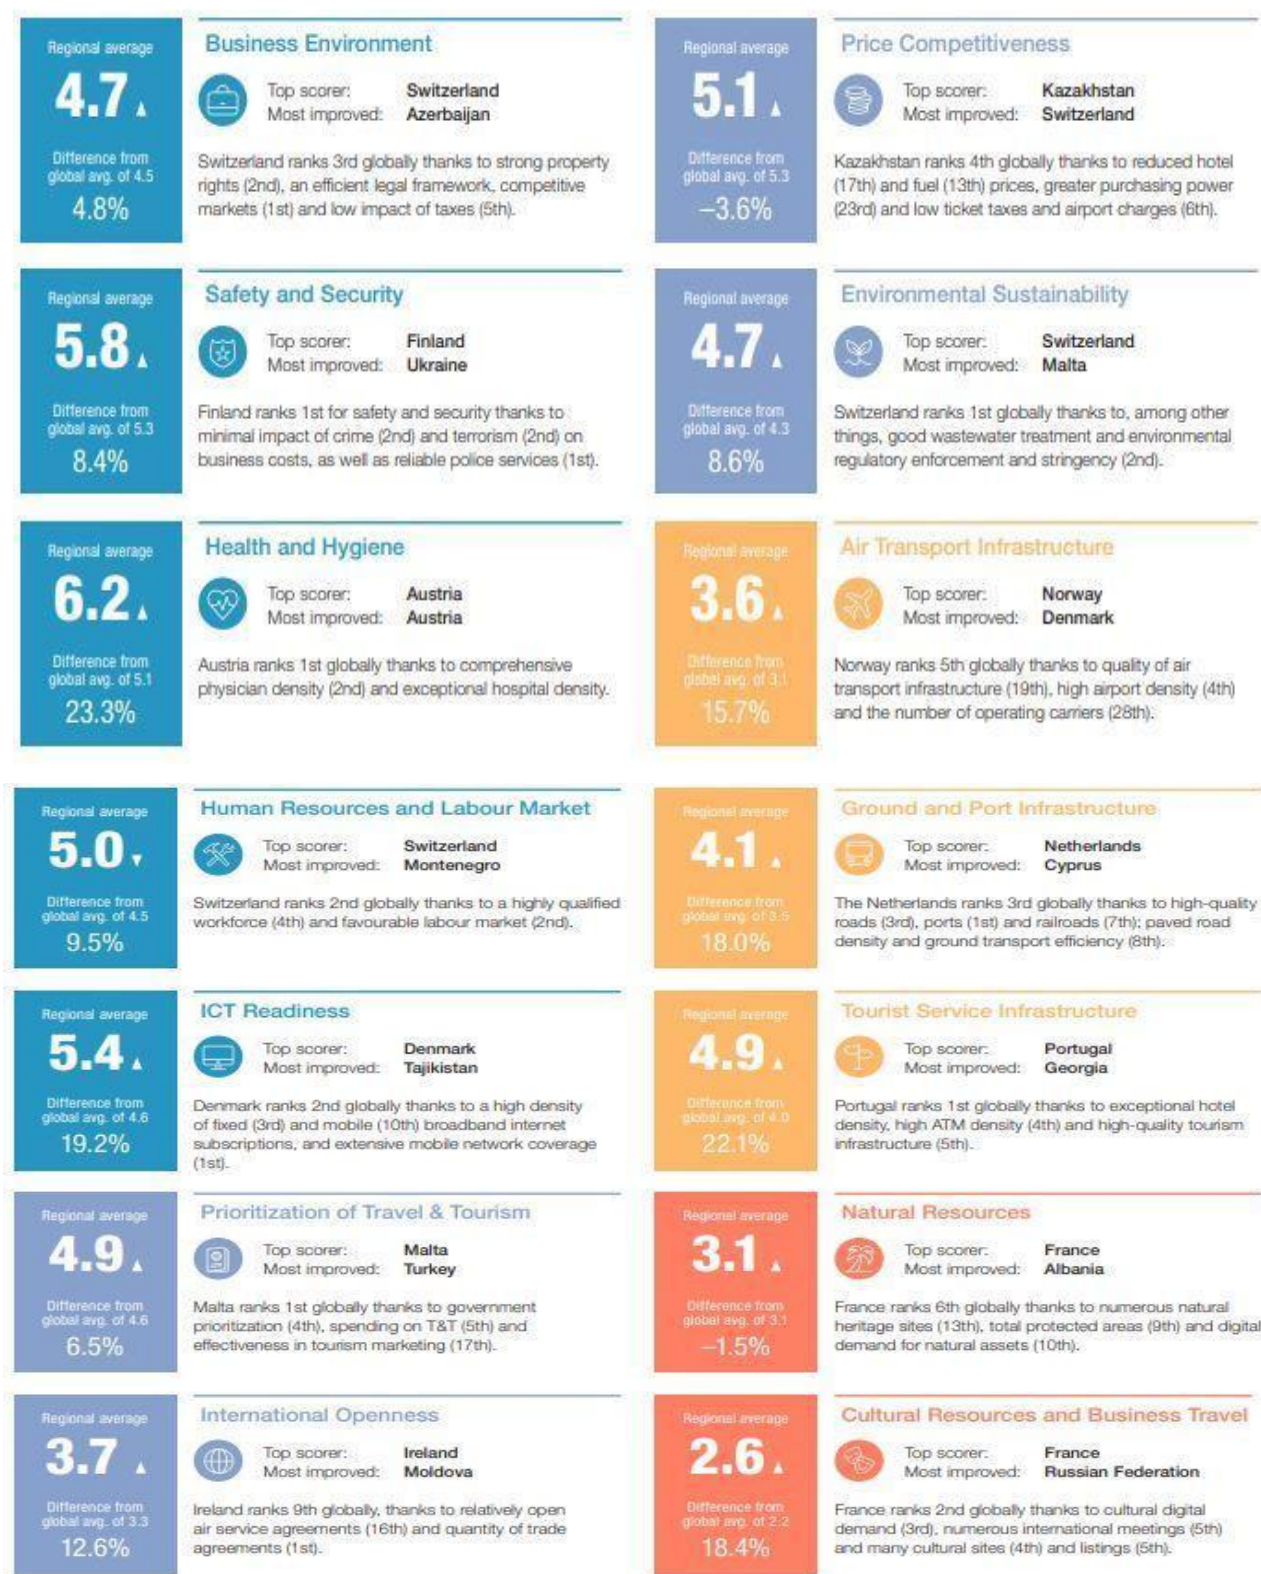 Regional average
4.7 ▲
Difference from
global avg. of 4.5
4.8%
Business Environment
Top scorer: Switzerland
Most improved: Azerbaijan
Switzerland ranks 3rd globally thanks to strong property
rights (2nd), an efficient legal framework, competitive
markets (1st) and low impact of taxes (5th).
Regional average
5.1 ▲
Difference from
global avg. of 5.3
–3.6%
Price Competitiveness
Top scorer: Kazakhstan
Most improved: Switzerland
Kazakhstan ranks 4th globally thanks to reduced hotel
(17th) and fuel (13th) prices, greater purchasing power
(23rd) and low ticket taxes and airport charges (6th).
Regional average
5.8 ▲
Difference from
global avg. of 5.3
8.4%
Safety and Security
Top scorer: Finland
Most improved: Ukraine
Finland ranks 1st for safety and security thanks to
minimal impact of crime (2nd) and terrorism (2nd) on
business costs, as well as reliable police services (1st).
Regional average
4.7 ▲
Difference from
global avg. of 4.3
8.6%
Environmental Sustainability
Top scorer: Switzerland
Most improved: Malta
Switzerland ranks 1st globally thanks to, among other
things, good wastewater treatment and environmental
regulatory enforcement and stringency (2nd).
Regional average
6.2 ▲
Difference from
global avg. of 5.1
23.3%
Health and Hygiene
Top scorer: Austria
Most improved: Austria
Austria ranks 1st globally thanks to comprehensive
physician density (2nd) and exceptional hospital density.
Regional average
3.6 ▲
Difference from
global avg. of 3.1
15.7%
Air Transport Infrastructure
Top scorer: Norway
Most improved: Denmark
Norway ranks 5th globally thanks to quality of air
transport infrastructure (19th), high airport density (4th)
and the number of operating carriers (28th).
Regional average
5.0 ▼
Difference from
global avg. of 4.5
9.5%
Human Resources and Labour Market
Top scorer: Switzerland
Most improved: Montenegro
Switzerland ranks 2nd globally thanks to a highly qualified
workforce (4th) and favourable labour market (2nd).
Regional average
4.1 ▲
Difference from
global avg. of 3.5
18.0%
Ground and Port Infrastructure
Top scorer: Netherlands
Most improved: Cyprus
The Netherlands ranks 3rd globally thanks to high-quality
roads (3rd), ports (1st) and railroads (7th); paved road
density and ground transport efficiency (8th).
Regional average
5.4 ▲
Difference from
global avg. of 4.6
19.2%
ICT Readiness
Top scorer: Denmark
Most improved: Tajikistan
Denmark ranks 2nd globally thanks to a high density
of fixed (3rd) and mobile (10th) broadband internet
subscriptions, and extensive mobile network coverage
(1st).
Regional average
4.9 ▲
Difference from
global avg. of 4.0
22.1%
Tourist Service Infrastructure
Top scorer: Portugal
Most improved: Georgia
Portugal ranks 1st globally thanks to exceptional hotel
density, high ATM density (4th) and high-quality tourism
infrastructure (5th).
Regional average
4.9 ▲
Difference from
global avg. of 4.6
6.5%
Prioritization of Travel & Tourism
Top scorer: Malta
Most improved: Turkey
Malta ranks 1st globally thanks to government
prioritization (4th), spending on T&T (5th) and
effectiveness in tourism marketing (17th).
Regional average
3.1 ▲
Difference from
global avg. of 3.1
–1.5%
Natural Resources
Top scorer: France
Most improved: Albania
France ranks 6th globally thanks to numerous natural
heritage sites (13th), total protected areas (9th) and digital
demand for natural assets (10th).
Regional average
3.7 ▲
Difference from
global avg. of 3.3
12.6%
International Openness
Top scorer: Ireland
Most improved: Moldova
Ireland ranks 9th globally, thanks to relatively open
air service agreements (16th) and quantity of trade
agreements (1st).
Regional average
2.6 ▲
Difference from
global avg. of 2.2
18.4%
Cultural Resources and Business Travel
Top scorer: France
Most improved: Russian Federation
France ranks 2nd globally thanks to cultural digital
demand (3rd), numerous international meetings (5th)
and many cultural sites (4th) and listings (5th).